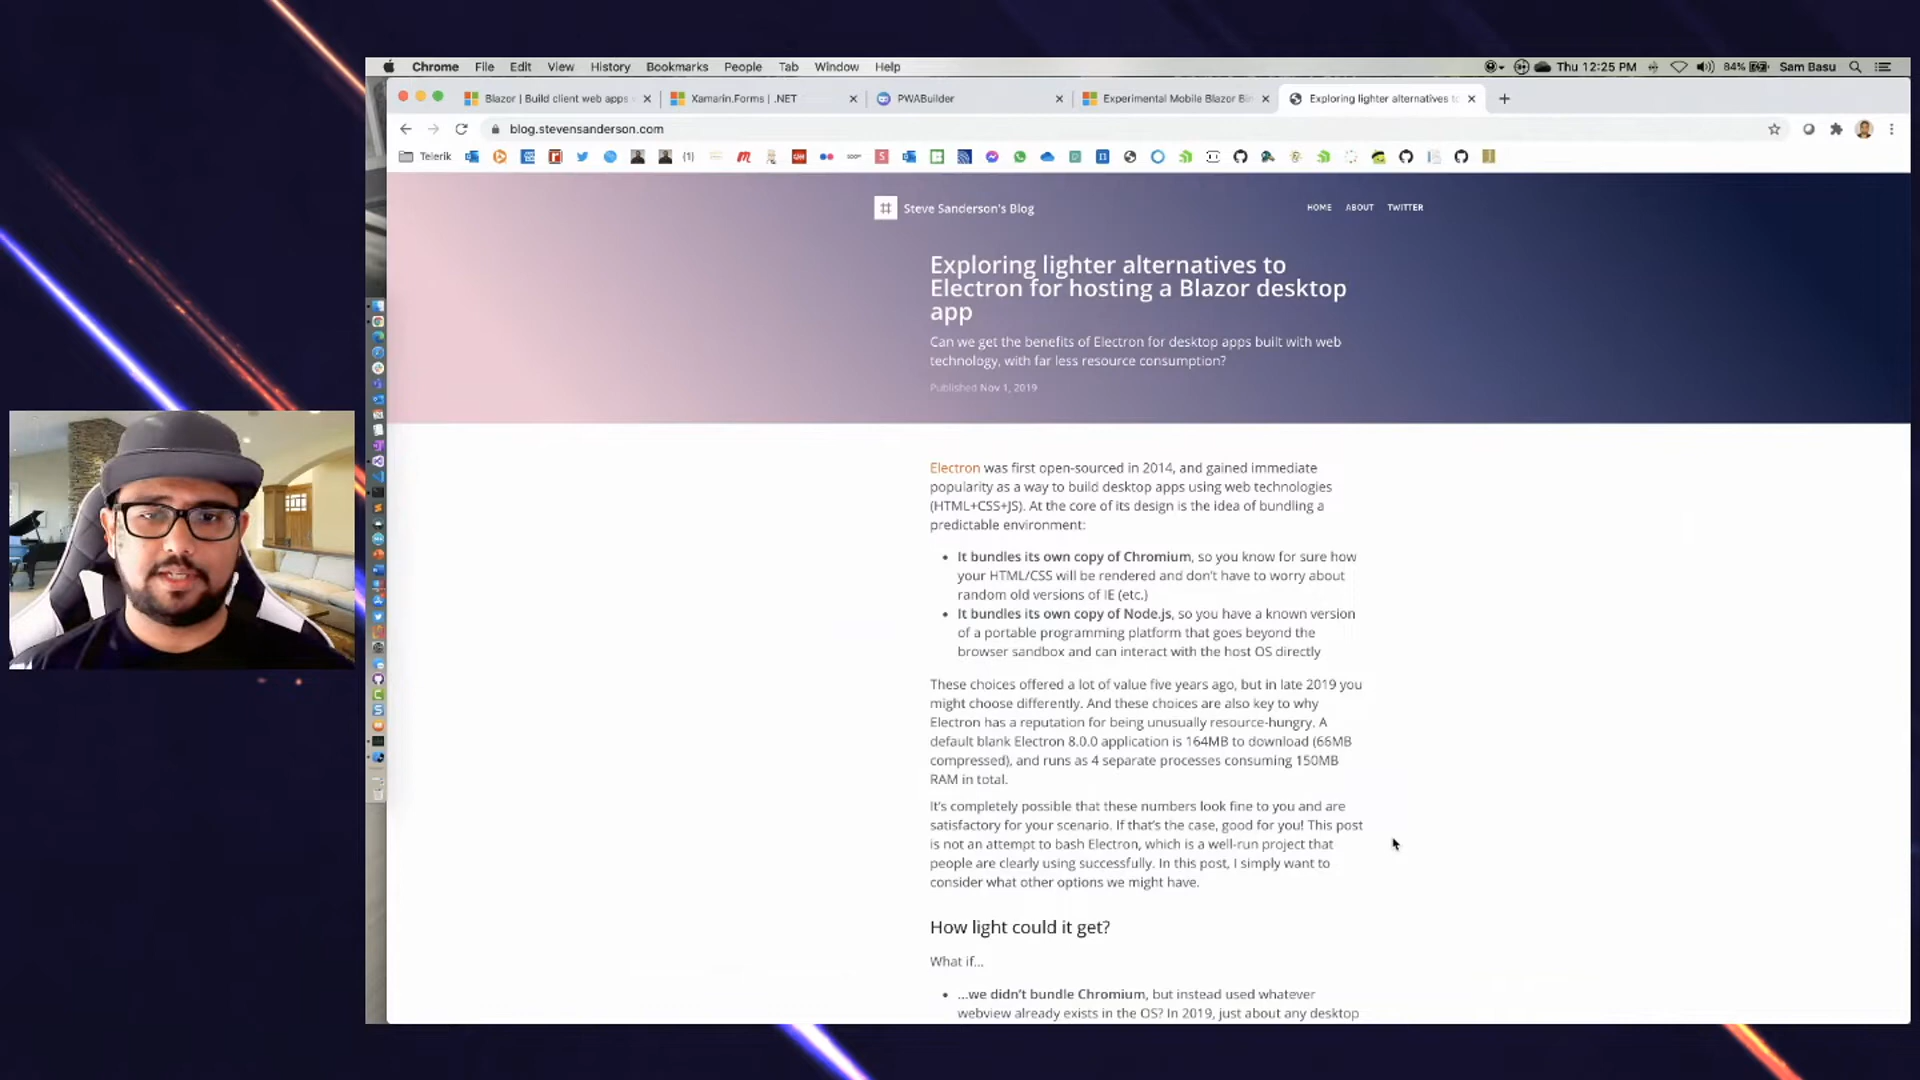 Chrome File Edit View History Bookmarks People Tab Window Help
Thu 12:25 PM 84% Sam Basu
Blazor | Build client web apps
Xamarin.Forms | .NET
PWABuilder
Experimental Mobile Blazor Bin
Exploring lighter alternatives to
blog.stevensanderson.com
Telerik
Steve Sanderson's Blog
HOME ABOUT TWITTER
Exploring lighter alternatives to
Electron for hosting a Blazor desktop
app
Can we get the benefits of Electron for desktop apps built with web
technology, with far less resource consumption?
Published Nov 1, 2019
Electron was first open-sourced in 2014, and gained immediate
popularity as a way to build desktop apps using web technologies
(HTML+CSS+JS). At the core of its design is the idea of bundling a
predictable environment:
• It bundles its own copy of Chromium, so you know for sure how
your HTML/CSS will be rendered and don't have to worry about
random old versions of IE (etc.)
• It bundles its own copy of Node.js, so you have a known version
of a portable programming platform that goes beyond the
browser sandbox and can interact with the host OS directly
These choices offered a lot of value five years ago, but in late 2019 you
might choose differently. And these choices are also key to why
Electron has a reputation for being unusually resource-hungry. A
default blank Electron 8.0.0 application is 164MB to download (66MB
compressed), and runs as 4 separate processes consuming 150MB
RAM in total.
It's completely possible that these numbers look fine to you and are
satisfactory for your scenario. If that's the case, good for you! This post
is not an attempt to bash Electron, which is a well-run project that
people are clearly using successfully. In this post, I simply want to
consider what other options we might have.
How light could it get?
What if...
• ...we didn't bundle Chromium, but instead used whatever
webview already exists in the OS? In 2019, just about any desktop